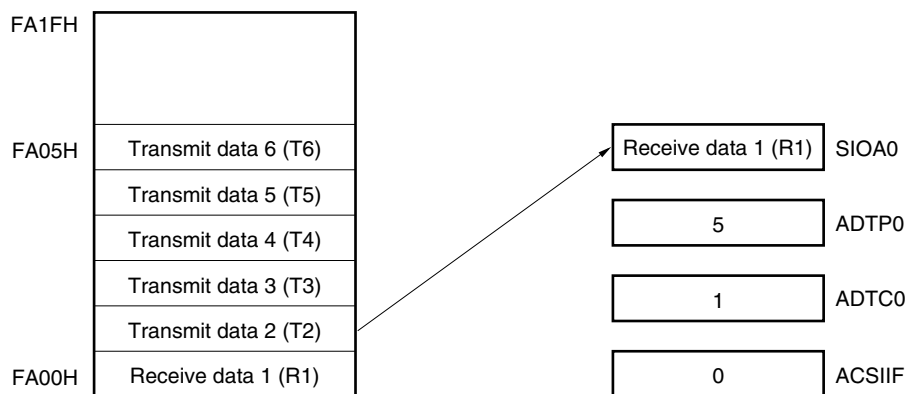 FA1FH
FA05H Transmit data 6 (T6) Receive data 1 (R1) SIOA0
Transmit data 5 (T5)
5 ADTP0
Transmit data 4 (T4)
Transmit data 3 (T3)
1 ADTC0
Transmit data 2 (T2)
FA00H Receive data 1 (R1) 0 ACSIIF